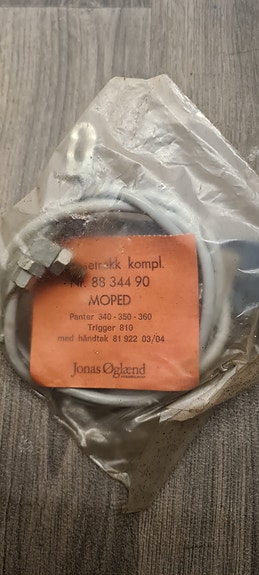 kompl.
Nr. 88 344 90
MOPED
Panter 340 - 350 - 360
Trigger 810
med håndtak 81 922 03/04
Jonas Øglænd